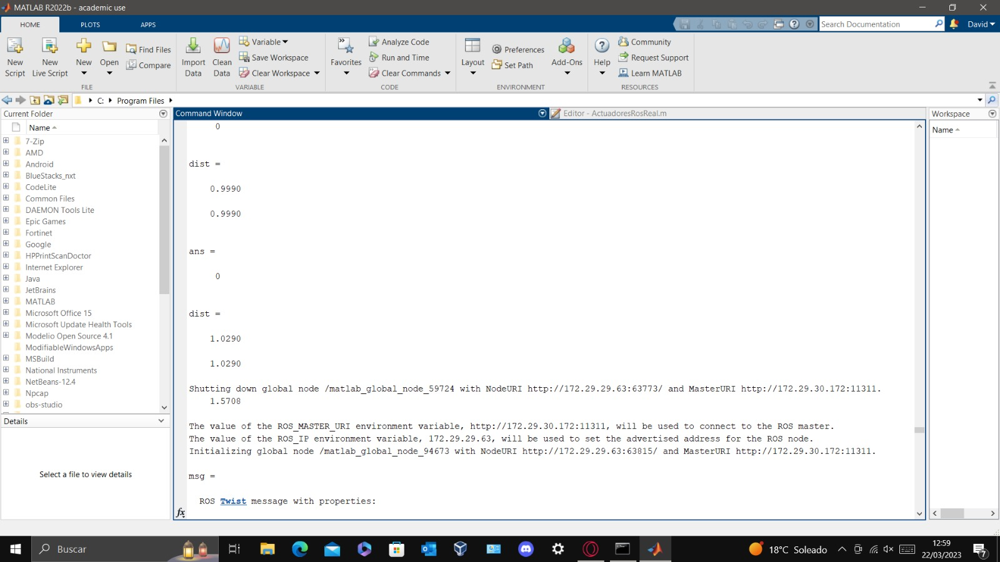 MATLAB R2022b - academic use
HOME
PLOTS
APPS
Search Documentation
David
New Script
New Live Script
New
Open
Find Files
Compare
FILE
Import Data
Clean Data
Variable
Save Workspace
Clear Workspace
VARIABLE
Favorites
Analyze Code
Run and Time
Clear Commands
CODE
Layout
Preferences
Set Path
ENVIRONMENT
Add-Ons
Help
Community
Request Support
Learn MATLAB
RESOURCES
C:
Program Files
Current Folder
Name
7-Zip
AMD
Android
BlueStacks_nxt
CodeLite
Common Files
DAEMON Tools Lite
Epic Games
Fortinet
Google
HPPrintScanDoctor
Internet Explorer
Java
JetBrains
MATLAB
Microsoft Office 15
Microsoft Update Health Tools
Modelio Open Source 4.1
ModifiableWindowsApps
MSBuild
National Instruments
NetBeans-12.4
Npcap
obs-studio
Details
Select a file to view details
Command Window
Editor - ActuadoresRosReal.m
0
dist =
0.9990
0.9990
ans =
0
dist =
1.0290
1.0290
Shutting down global node /matlab_global_node_59724 with NodeURI http://172.29.29.63:63773/ and MasterURI http://172.29.30.172:11311.
1.5708
The value of the ROS_MASTER_URI environment variable, http://172.29.30.172:11311, will be used to connect to the ROS master.
The value of the ROS_IP environment variable, 172.29.29.63, will be used to set the advertised address for the ROS node.
Initializing global node /matlab_global_node_94673 with NodeURI http://172.29.29.63:63815/ and MasterURI http://172.29.30.172:11311.
msg =
ROS Twist message with properties:
fx
Workspace
Name
Buscar
18°C Soleado
12:59
22/03/2023
7